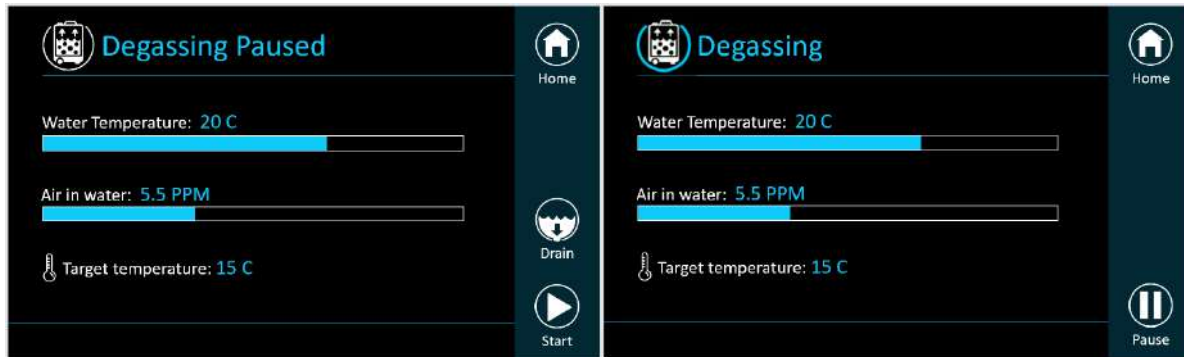 Degassing Paused
Home
Water Temperature: 20 C
Air in water: 5.5 PPM
Drain
Target temperature: 15 C
Start
Degassing
Home
Water Temperature: 20 C
Air in water: 5.5 PPM
Target temperature: 15 C
Pause